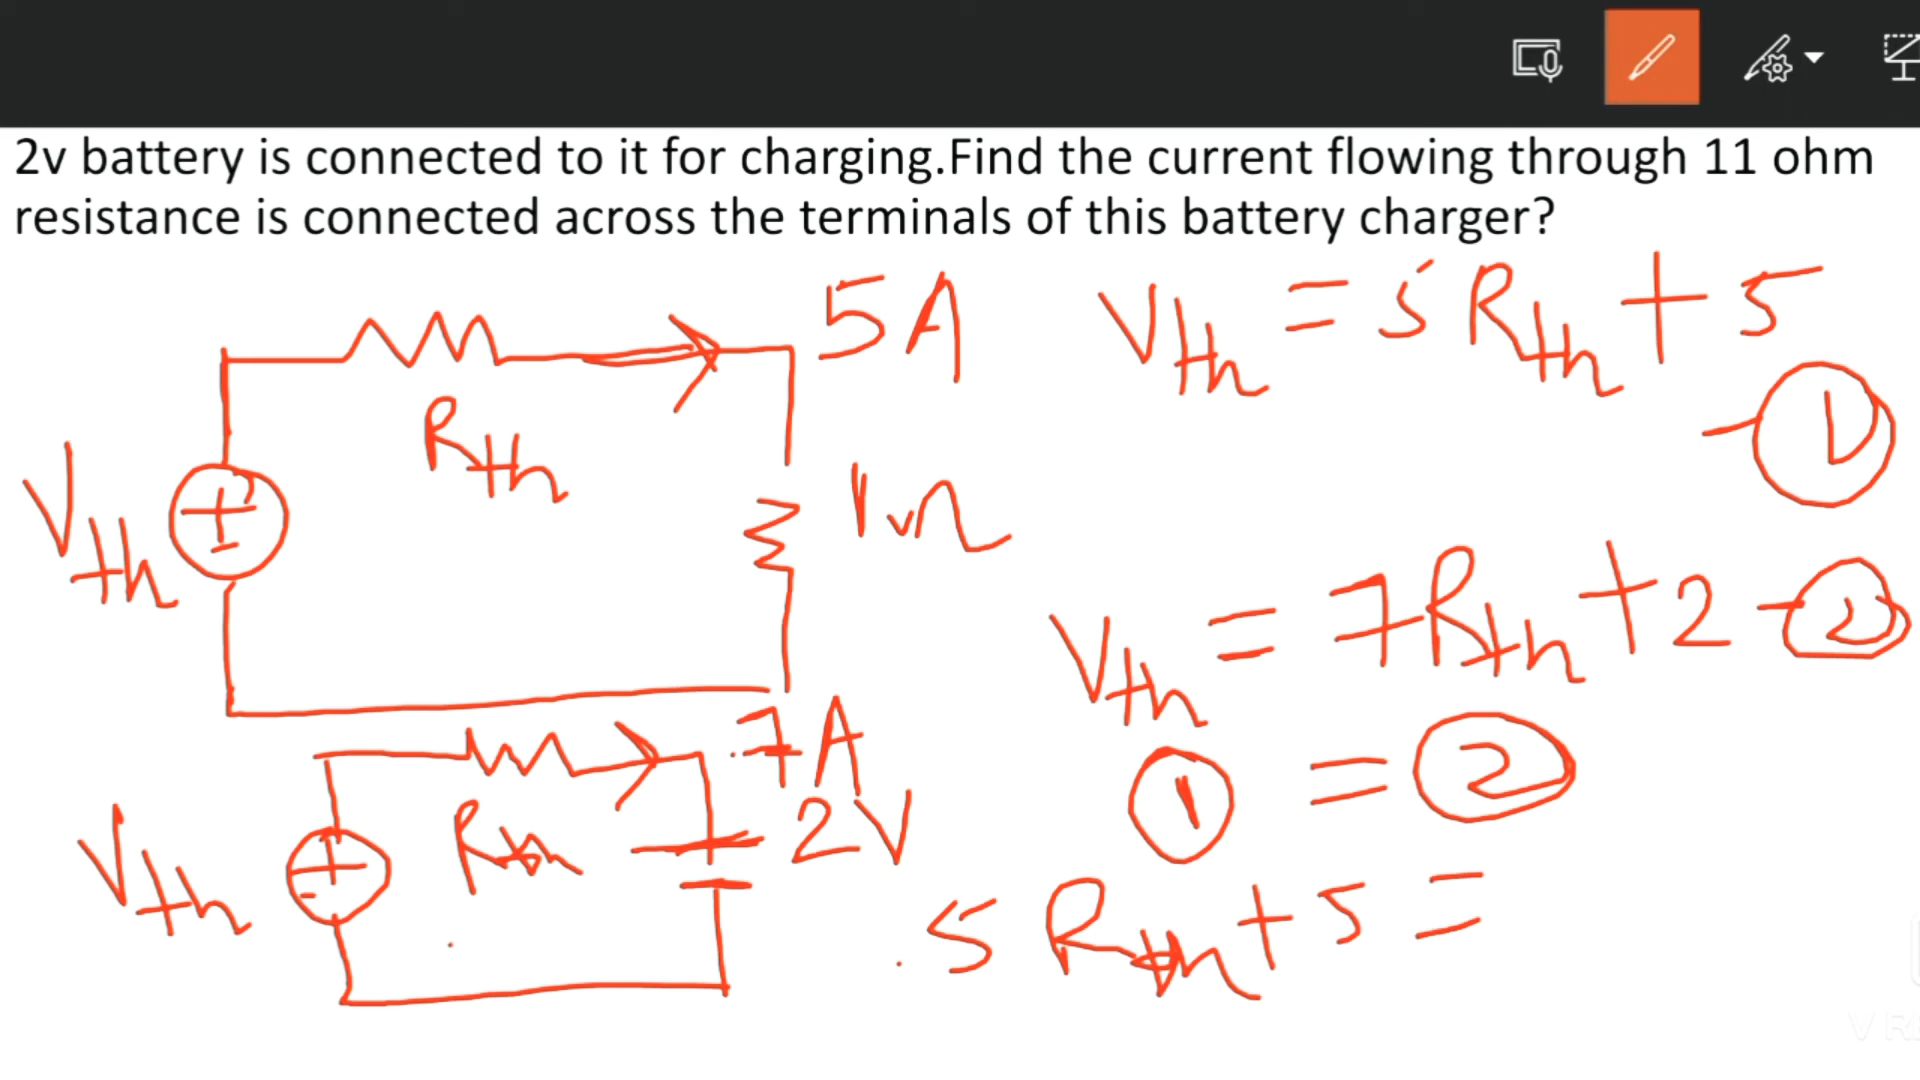 2v battery is connected to it for charging.Find the current flowing through 11 ohm
resistance is connected across the terminals of this battery charger?
5A
Rth
Vth
1Ω
7A
2V
Rth
Vth
Vth = 5Rth + 5
1
Vth = 7Rth + 2 - 2
1 = 2
5Rth + 5 =